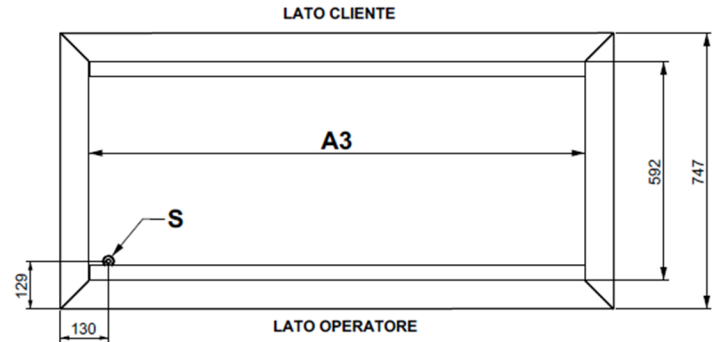 LATO CLIENTE
A3
592
747
S
129
130
LATO OPERATORE